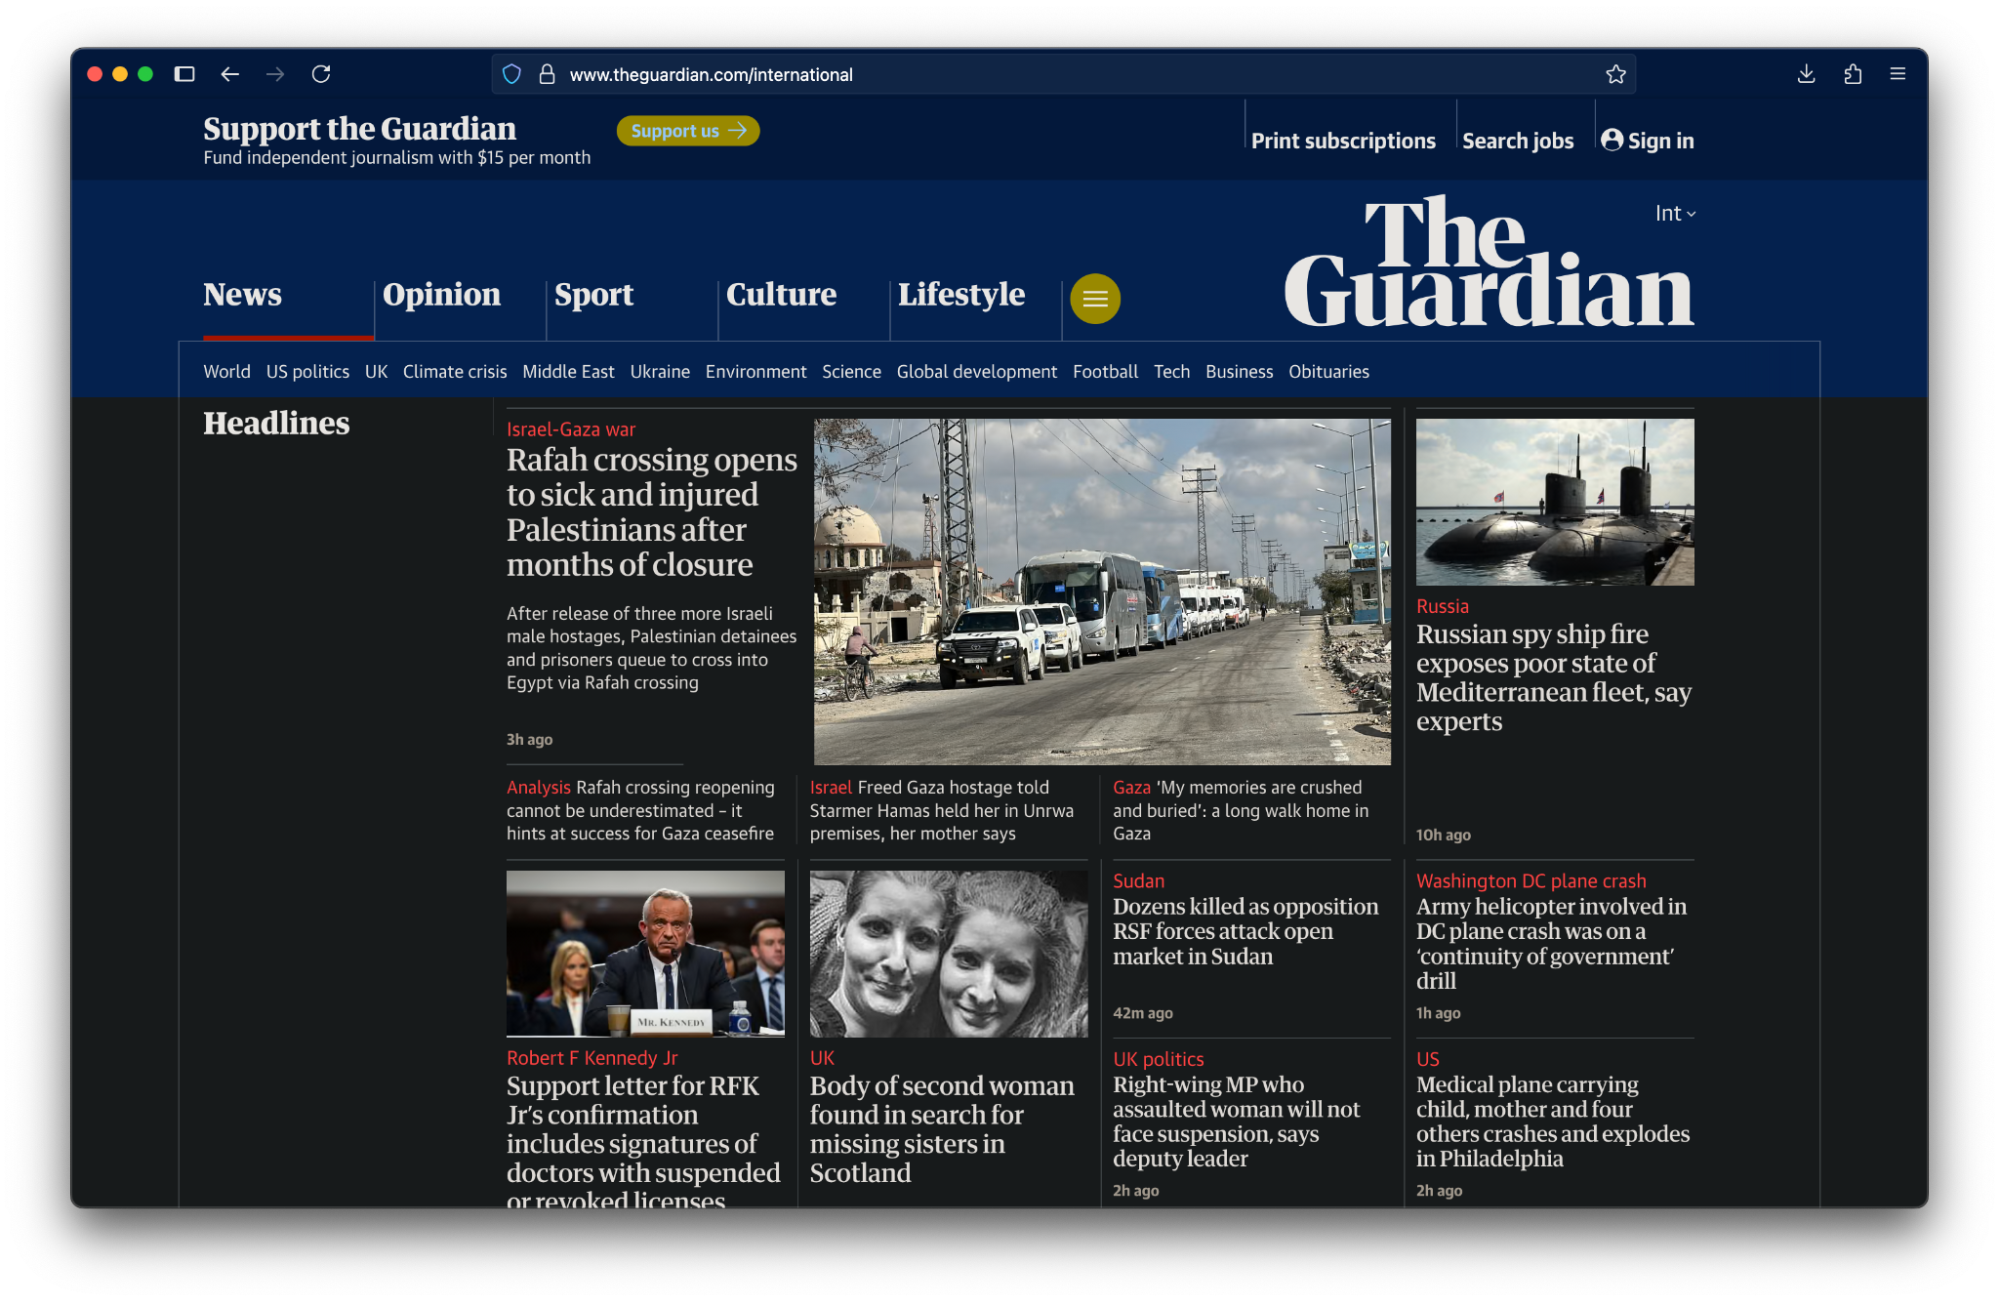 www.theguardian.com/international
Support the Guardian
Fund independent journalism with $15 per month
Support us
Print subscriptions
Search jobs
Sign in
Int
The
Guardian
News
Opinion
Sport
Culture
Lifestyle
World
US politics
UK
Climate crisis
Middle East
Ukraine
Environment
Science
Global development
Football
Tech
Business
Obituaries
Headlines
Israel-Gaza war
Rafah crossing opens
to sick and injured
Palestinians after
months of closure
After release of three more Israeli
male hostages, Palestinian detainees
and prisoners queue to cross into
Egypt via Rafah crossing
3h ago
Russia
Russian spy ship fire
exposes poor state of
Mediterranean fleet, say
experts
10h ago
Analysis Rafah crossing reopening
cannot be underestimated – it
hints at success for Gaza ceasefire
Israel Freed Gaza hostage told
Starmer Hamas held her in Unrwa
premises, her mother says
Gaza ‘My memories are crushed
and buried’: a long walk home in
Gaza
MR. KENNEDY
Robert F Kennedy Jr
Support letter for RFK
Jr’s confirmation
includes signatures of
doctors with suspended
or revoked licenses
UK
Body of second woman
found in search for
missing sisters in
Scotland
Sudan
Dozens killed as opposition
RSF forces attack open
market in Sudan
42m ago
UK politics
Right-wing MP who
assaulted woman will not
face suspension, says
deputy leader
2h ago
Washington DC plane crash
Army helicopter involved in
DC plane crash was on a
‘continuity of government’
drill
1h ago
US
Medical plane carrying
child, mother and four
others crashes and explodes
in Philadelphia
2h ago